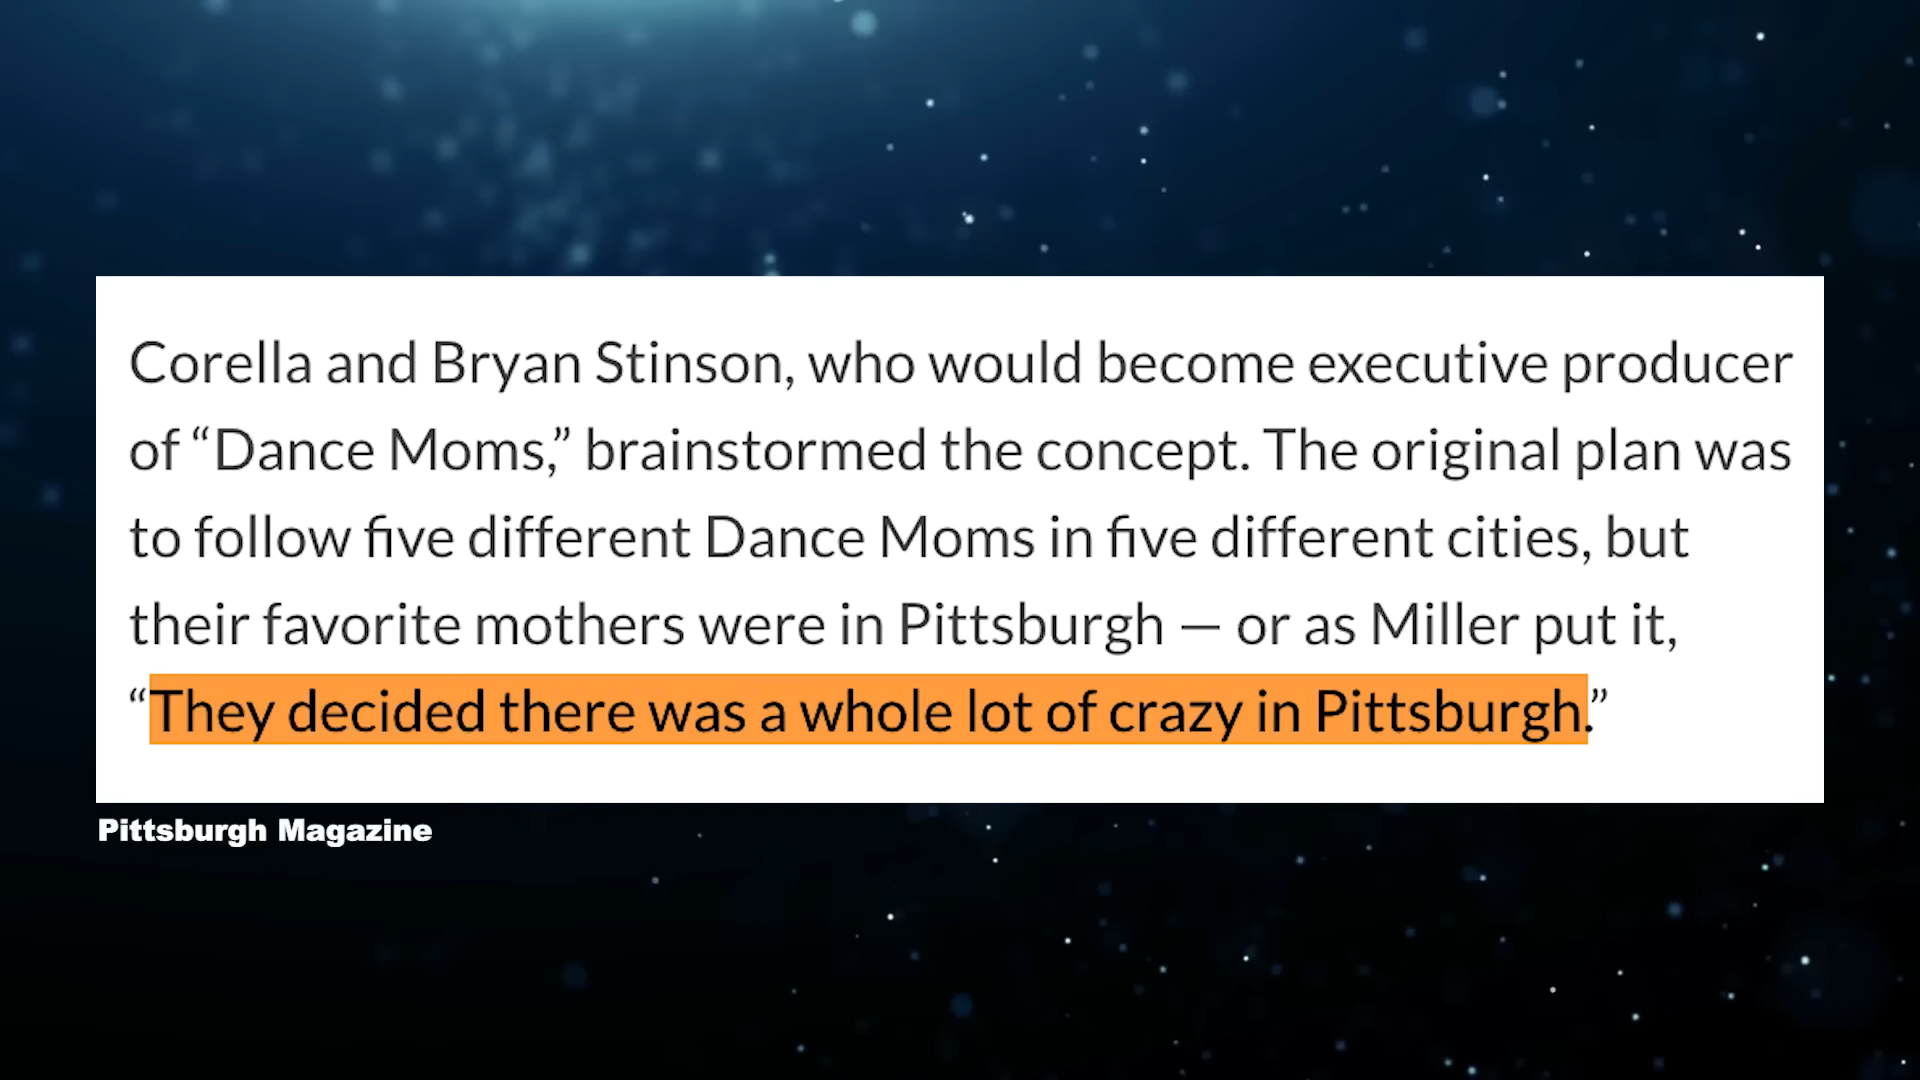 Corella and Bryan Stinson, who would become executive producer
of “Dance Moms,” brainstormed the concept. The original plan was
to follow five different Dance Moms in five different cities, but
their favorite mothers were in Pittsburgh — or as Miller put it,
“They decided there was a whole lot of crazy in Pittsburgh.”
Pittsburgh Magazine